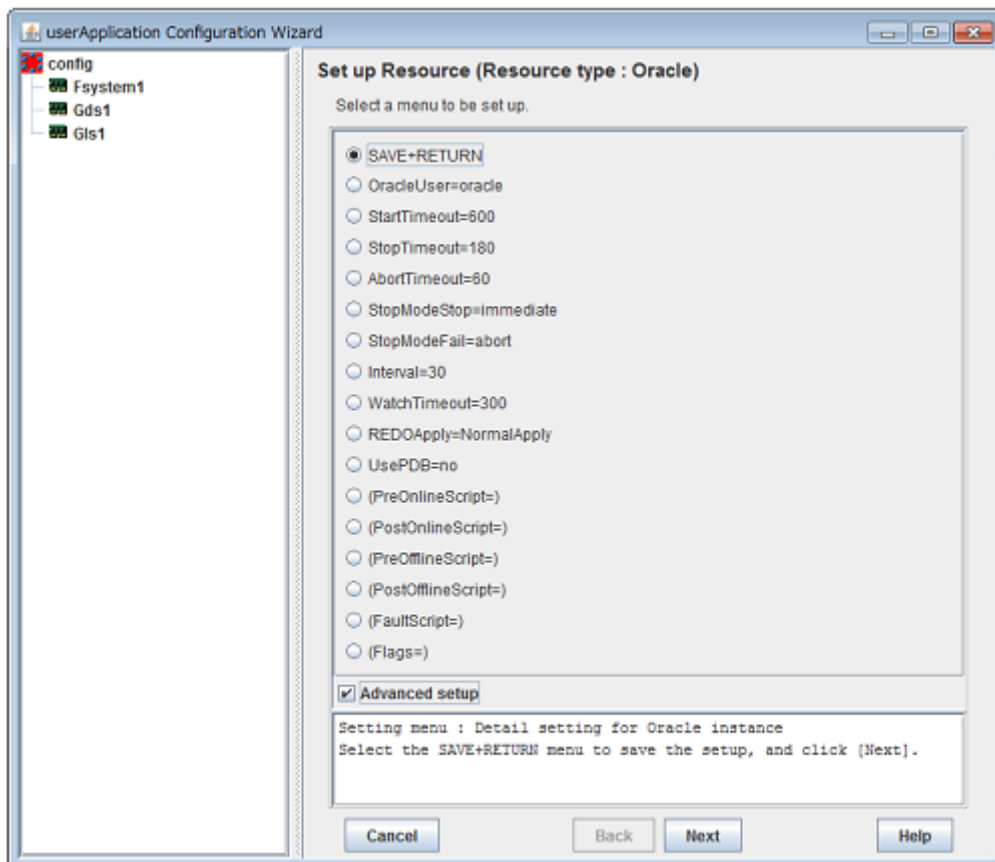 userApplication Configuration Wizard
config
Fsystem1
Gds1
Gls1
Set up Resource (Resource type : Oracle)
Select a menu to be set up.
SAVE+RETURN
OracleUser=oracle
StartTimeout=600
StopTimeout=180
AbortTimeout=60
StopModeStop=immediate
StopModeFail=abort
Interval=30
WatchTimeout=300
REDOApply=NormalApply
UsePDB=no
(PreOnlineScript=)
(PostOnlineScript=)
(PreOfflineScript=)
(PostOfflineScript=)
(FaultScript=)
(Flags=)
Advanced setup
Setting menu : Detail setting for Oracle instance
Select the SAVE+RETURN menu to save the setup, and click [Next].
Cancel
Back
Next
Help